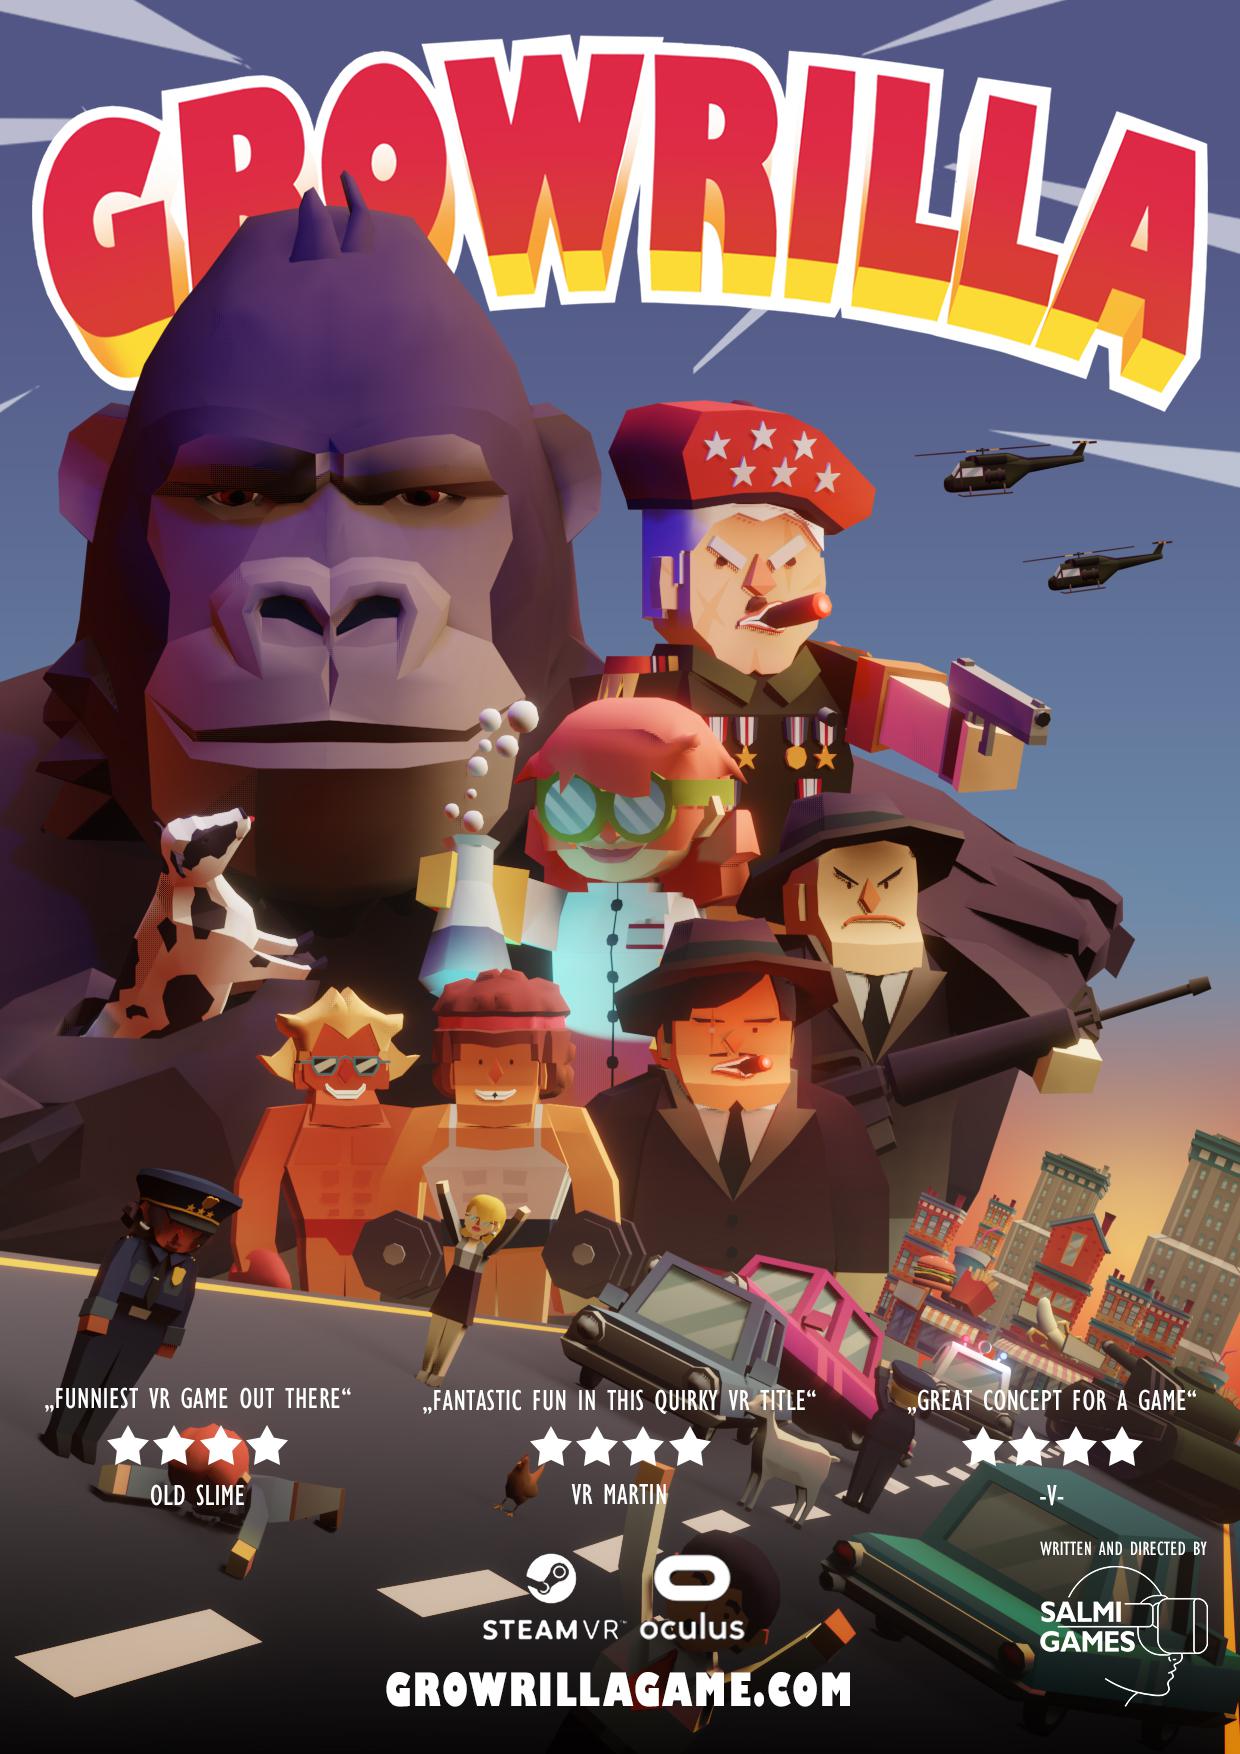 GROWRILLA
„FUNNIEST VR GAME OUT THERE“
OLD SLIME
„FANTASTIC FUN IN THIS QUIRKY VR TITLE“
VR MARTIN
„GREAT CONCEPT FOR A GAME“
-V-
WRITTEN AND DIRECTED BY
SALMI
GAMES
STEAMVR™
oculus
GROWRILLAGAME.COM